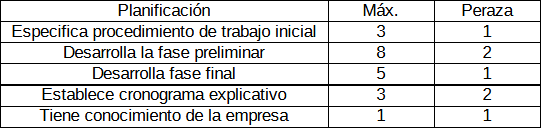 Planificación Máx. Peraza
Especifica procedimiento de trabajo inicial 3 1
Desarrolla la fase preliminar 8 2
Desarrolla fase final 5 1
Establece cronograma explicativo 3 2
Tiene conocimiento de la empresa 1 1